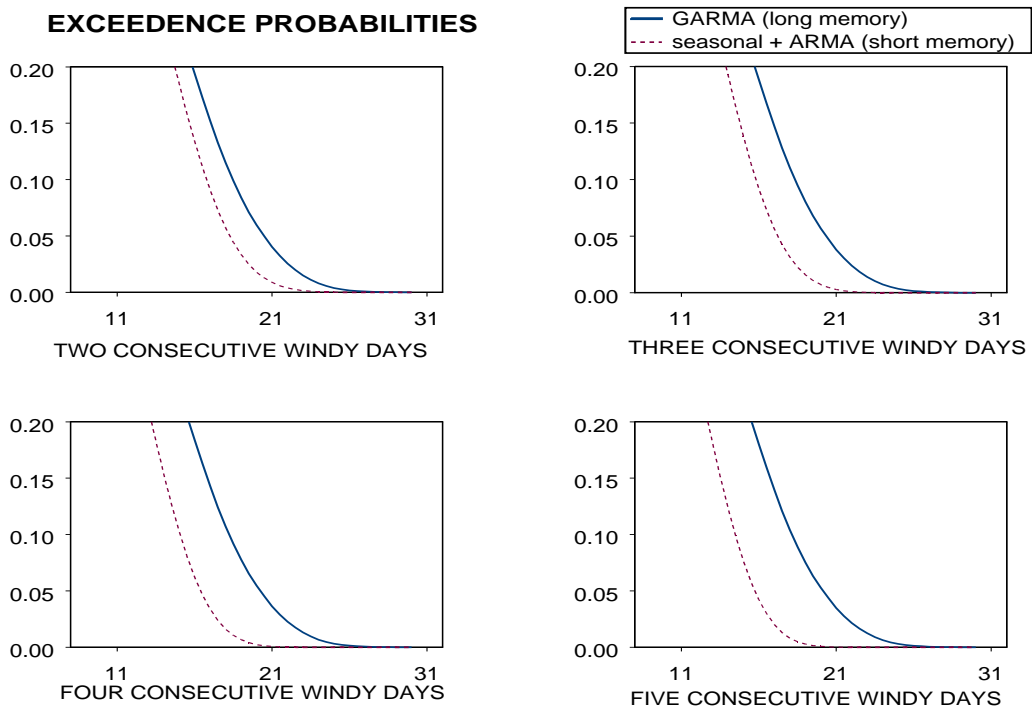 EXCEEDENCE PROBABILITIES
GARMA (long memory)
seasonal + ARMA (short memory)
0.20
0.15
0.10
0.05
0.00
11 21 31
TWO CONSECUTIVE WINDY DAYS
0.20
0.15
0.10
0.05
0.00
11 21 31
THREE CONSECUTIVE WINDY DAYS
0.20
0.15
0.10
0.05
0.00
11 21 31
FOUR CONSECUTIVE WINDY DAYS
0.20
0.15
0.10
0.05
0.00
11 21 31
FIVE CONSECUTIVE WINDY DAYS